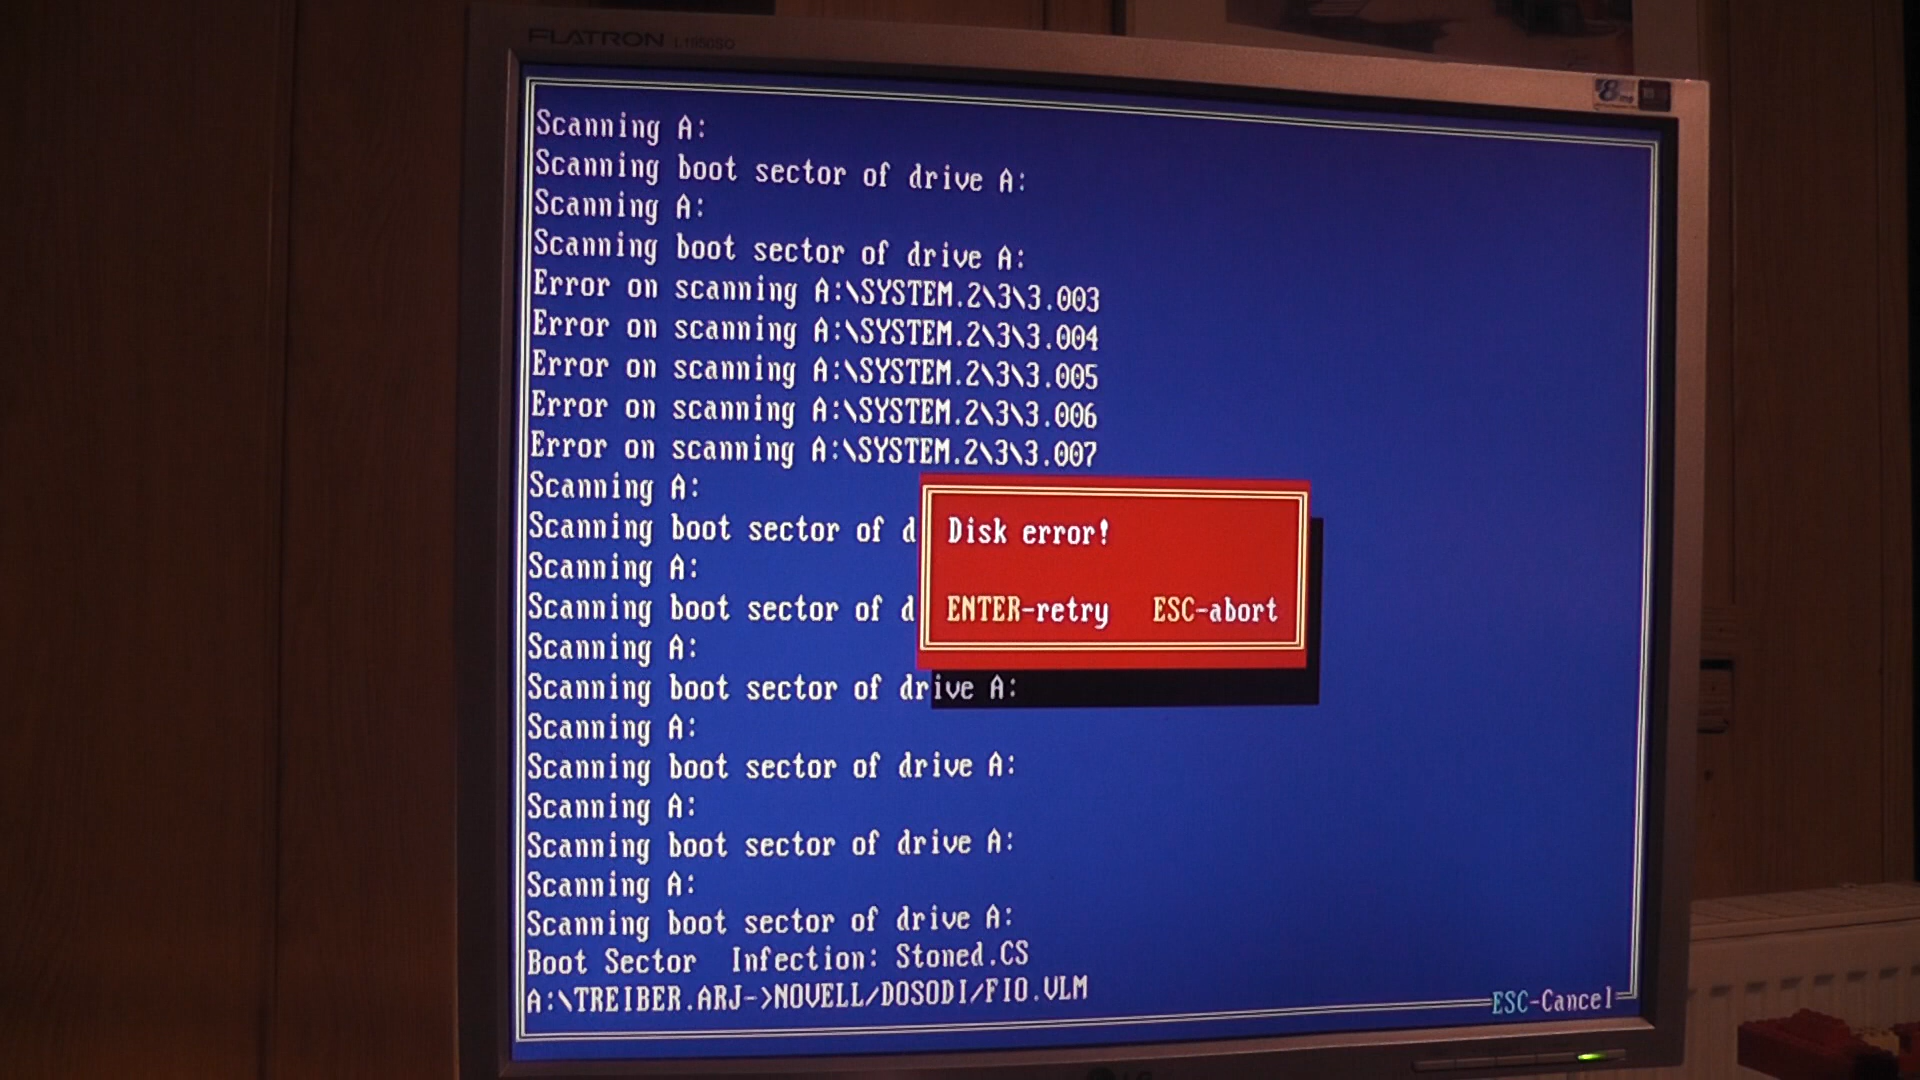 FLATRON L1950SQ
Scanning A:
Scanning boot sector of drive A:
Scanning A:
Scanning boot sector of drive A:
Error on scanning A:\SYSTEM.2\3\3.003
Error on scanning A:\SYSTEM.2\3\3.004
Error on scanning A:\SYSTEM.2\3\3.005
Error on scanning A:\SYSTEM.2\3\3.006
Error on scanning A:\SYSTEM.2\3\3.007
Scanning A:
Scanning boot sector of d
Disk error!
Scanning A:
Scanning boot sector of d
ENTER-retry ESC-abort
Scanning A:
Scanning boot sector of drive A:
Scanning A:
Scanning boot sector of drive A:
Scanning A:
Scanning boot sector of drive A:
Scanning A:
Scanning boot sector of drive A:
Boot Sector Infection: Stoned.CS
A:\TREIBER.ARJ->NOVELL/DOSODI/FIO.VLM
ESC-Cancel